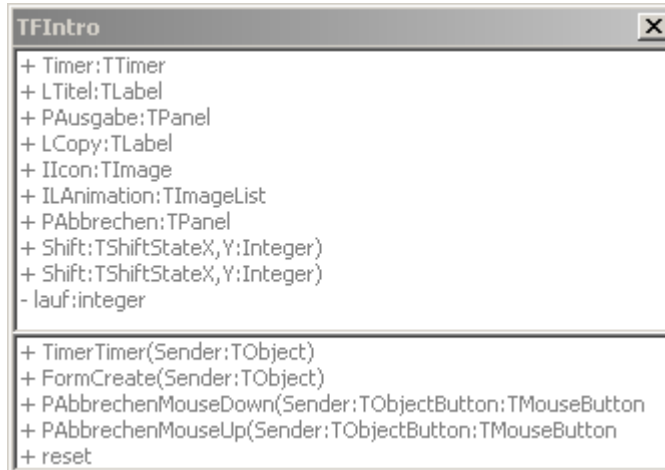 TFIntro
+ Timer:TTimer
+ LTitel:TLabel
+ PAusgabe:TPanel
+ LCopy:TLabel
+ IIcon:TImage
+ ILAnimation:TImageList
+ PAbbrechen:TPanel
+ Shift:TShiftStateX,Y:Integer)
+ Shift:TShiftStateX,Y:Integer)
- lauf:integer
+ TimerTimer(Sender:TObject)
+ FormCreate(Sender:TObject)
+ PAbbrechenMouseDown(Sender:TObjectButton:TMouseButton
+ PAbbrechenMouseUp(Sender:TObjectButton:TMouseButton
+ reset